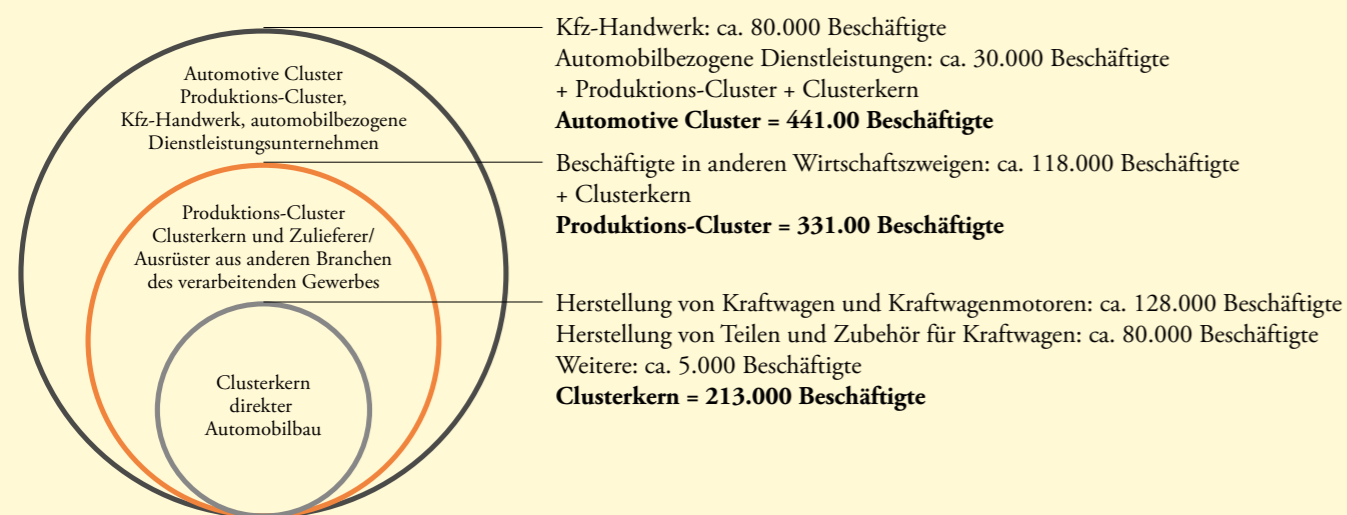 Automotive Cluster
Produktions-Cluster,
Kfz-Handwerk, automobilbezogene
Dienstleistungsunternehmen
Kfz-Handwerk: ca. 80.000 Beschäftigte
Automobilbezogene Dienstleistungen: ca. 30.000 Beschäftigte
+ Produktions-Cluster + Clusterkern
Automotive Cluster = 441.00 Beschäftigte
Produktions-Cluster
Clusterkern und Zulieferer/
Ausrüster aus anderen Branchen
des verarbeitenden Gewerbes
Beschäftigte in anderen Wirtschaftszweigen: ca. 118.000 Beschäftigte
+ Clusterkern
Produktions-Cluster = 331.00 Beschäftigte
Clusterkern
direkter
Automobilbau
Herstellung von Kraftwagen und Kraftwagenmotoren: ca. 128.000 Beschäftigte
Herstellung von Teilen und Zubehör für Kraftwagen: ca. 80.000 Beschäftigte
Weitere: ca. 5.000 Beschäftigte
Clusterkern = 213.000 Beschäftigte